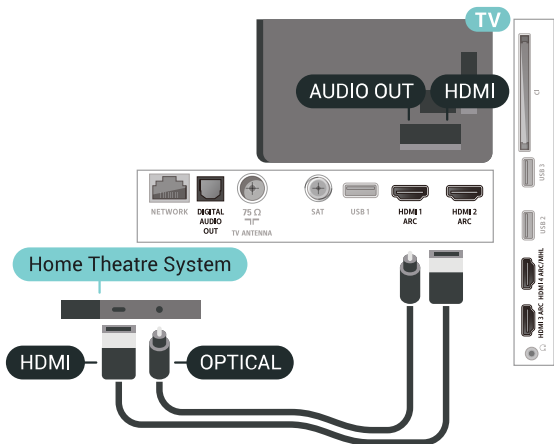 TV
AUDIO OUT
HDMI
CI
USB 3
USB 2
HDMI 4 ARC/MHL
HDMI 3 ARC
NETWORK
DIGITAL
AUDIO
OUT
75 Ω
TV ANTENNA
SAT
USB 1
HDMI 1
ARC
HDMI 2
ARC
Home Theatre System
HDMI
OPTICAL